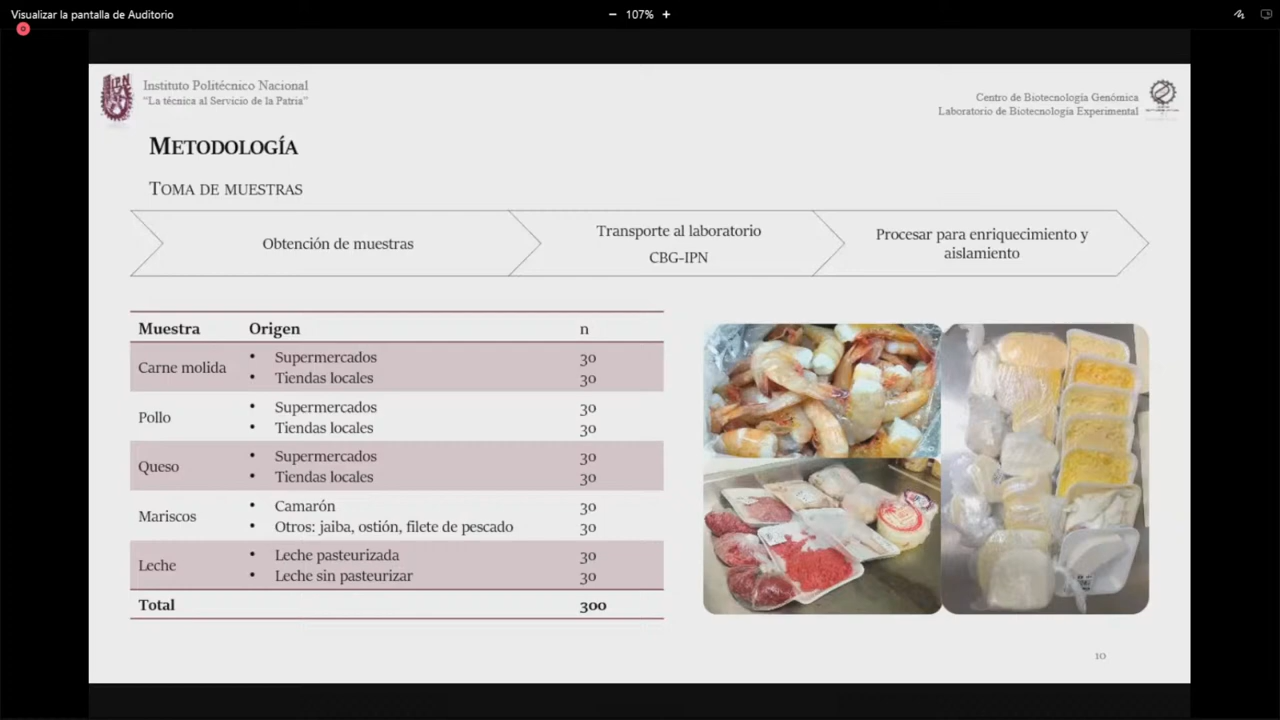 Visualizar la pantalla de Auditorio
− 107% +
Instituto Politécnico Nacional
"La técnica al Servicio de la Patria"
Centro de Biotecnología Genómica
Laboratorio de Biotecnología Experimental
METODOLOGÍA
TOMA DE MUESTRAS
Obtención de muestras
Transporte al laboratorio
CBG-IPN
Procesar para enriquecimiento y
aislamiento
Muestra Origen n
Carne molida
• Supermercados 30
• Tiendas locales 30
Pollo
• Supermercados 30
• Tiendas locales 30
Queso
• Supermercados 30
• Tiendas locales 30
Mariscos
• Camarón 30
• Otros: jaiba, ostión, filete de pescado 30
Leche
• Leche pasteurizada 30
• Leche sin pasteurizar 30
Total 300
10